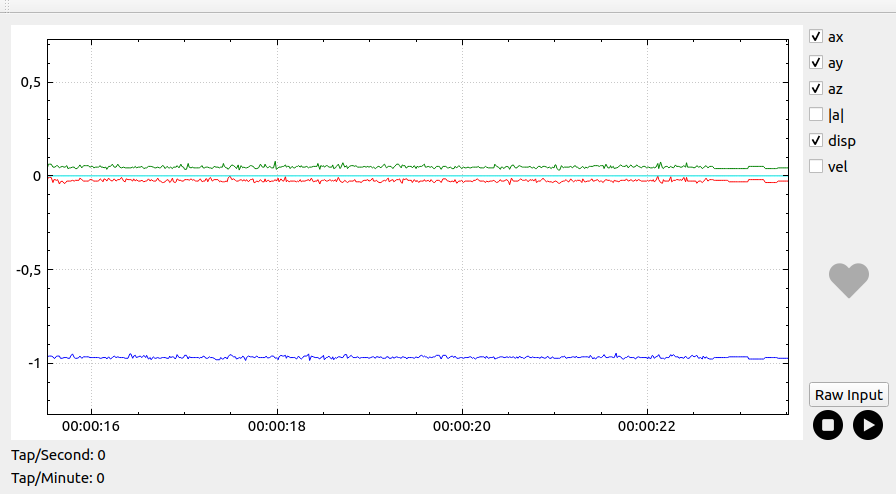 0,5
0
-0,5
-1
00:00:16 00:00:18 00:00:20 00:00:22
ax
ay
az
|a|
disp
vel
Raw Input
Tap/Second: 0
Tap/Minute: 0